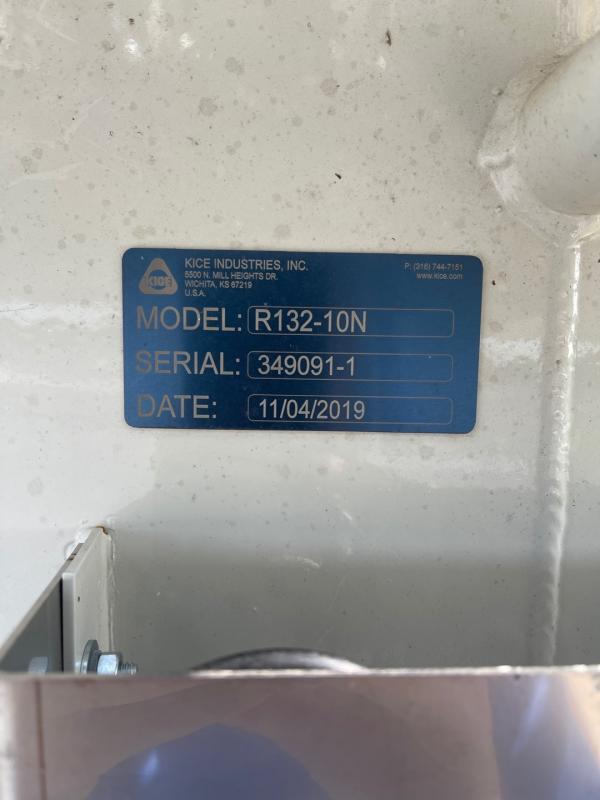 KICE
KICE INDUSTRIES, INC.
5500 N. MILL HEIGHTS DR.
WICHITA, KS 67219
U.S.A.
P: (316) 744-7151
www.kice.com
MODEL: R132-10N
SERIAL: 349091-1
DATE: 11/04/2019